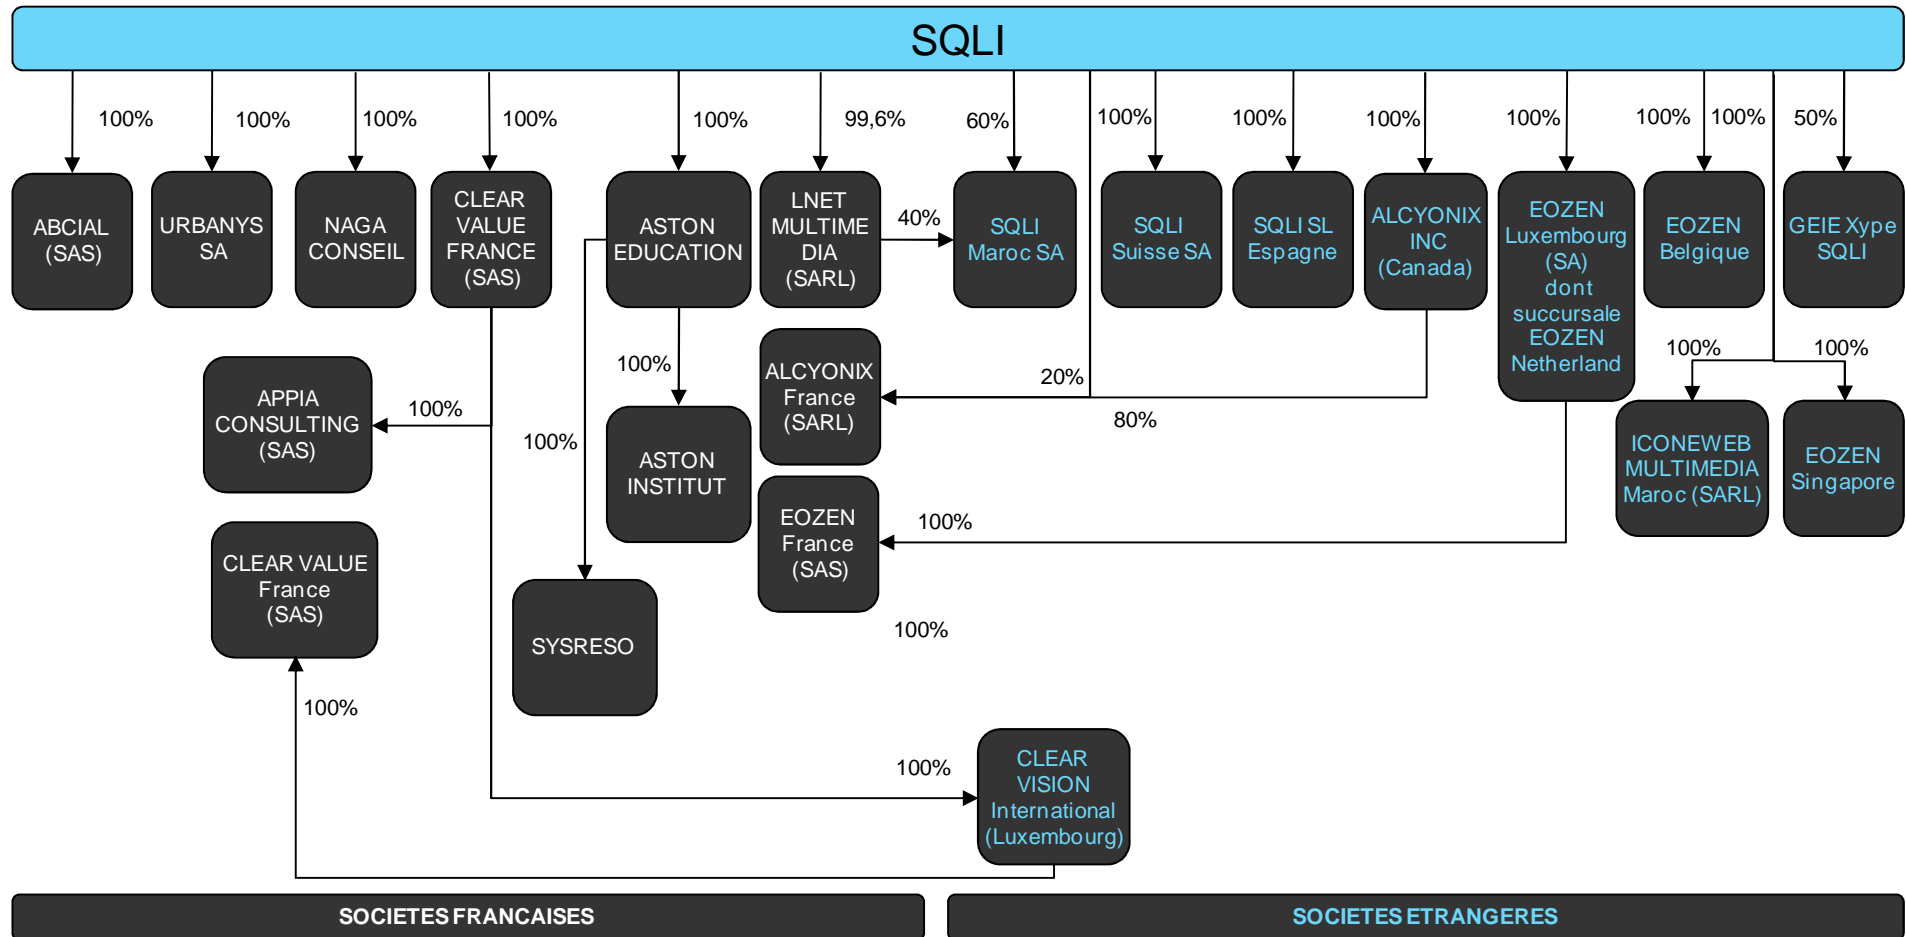 SQLI
100%
100%
100%
100%
100%
99,6%
60%
100%
100%
100%
100%
100%
100%
50%
ABCIAL
(SAS)
URBANYS
SA
NAGA
CONSEIL
CLEAR
VALUE
FRANCE
(SAS)
ASTON
EDUCATION
LNET
MULTIME
DIA
(SARL)
40%
SQLI
Maroc SA
SQLI
Suisse SA
SQLI SL
Espagne
ALCYONIX
INC
(Canada)
EOZEN
Luxembourg
(SA)
dont
succursale
EOZEN
Netherland
EOZEN
Belgique
GEIE Xype
SQLI
100%
100%
100%
20%
80%
ALCYONIX
France
(SARL)
APPIA
CONSULTING
(SAS)
100%
100%
ASTON
INSTITUT
ICONEWEB
MULTIMEDIA
Maroc (SARL)
EOZEN
Singapore
EOZEN
France
(SAS)
100%
CLEAR VALUE
France
(SAS)
SYSRESO
100%
100%
100%
CLEAR
VISION
International
(Luxembourg)
SOCIETES FRANCAISES
SOCIETES ETRANGERES